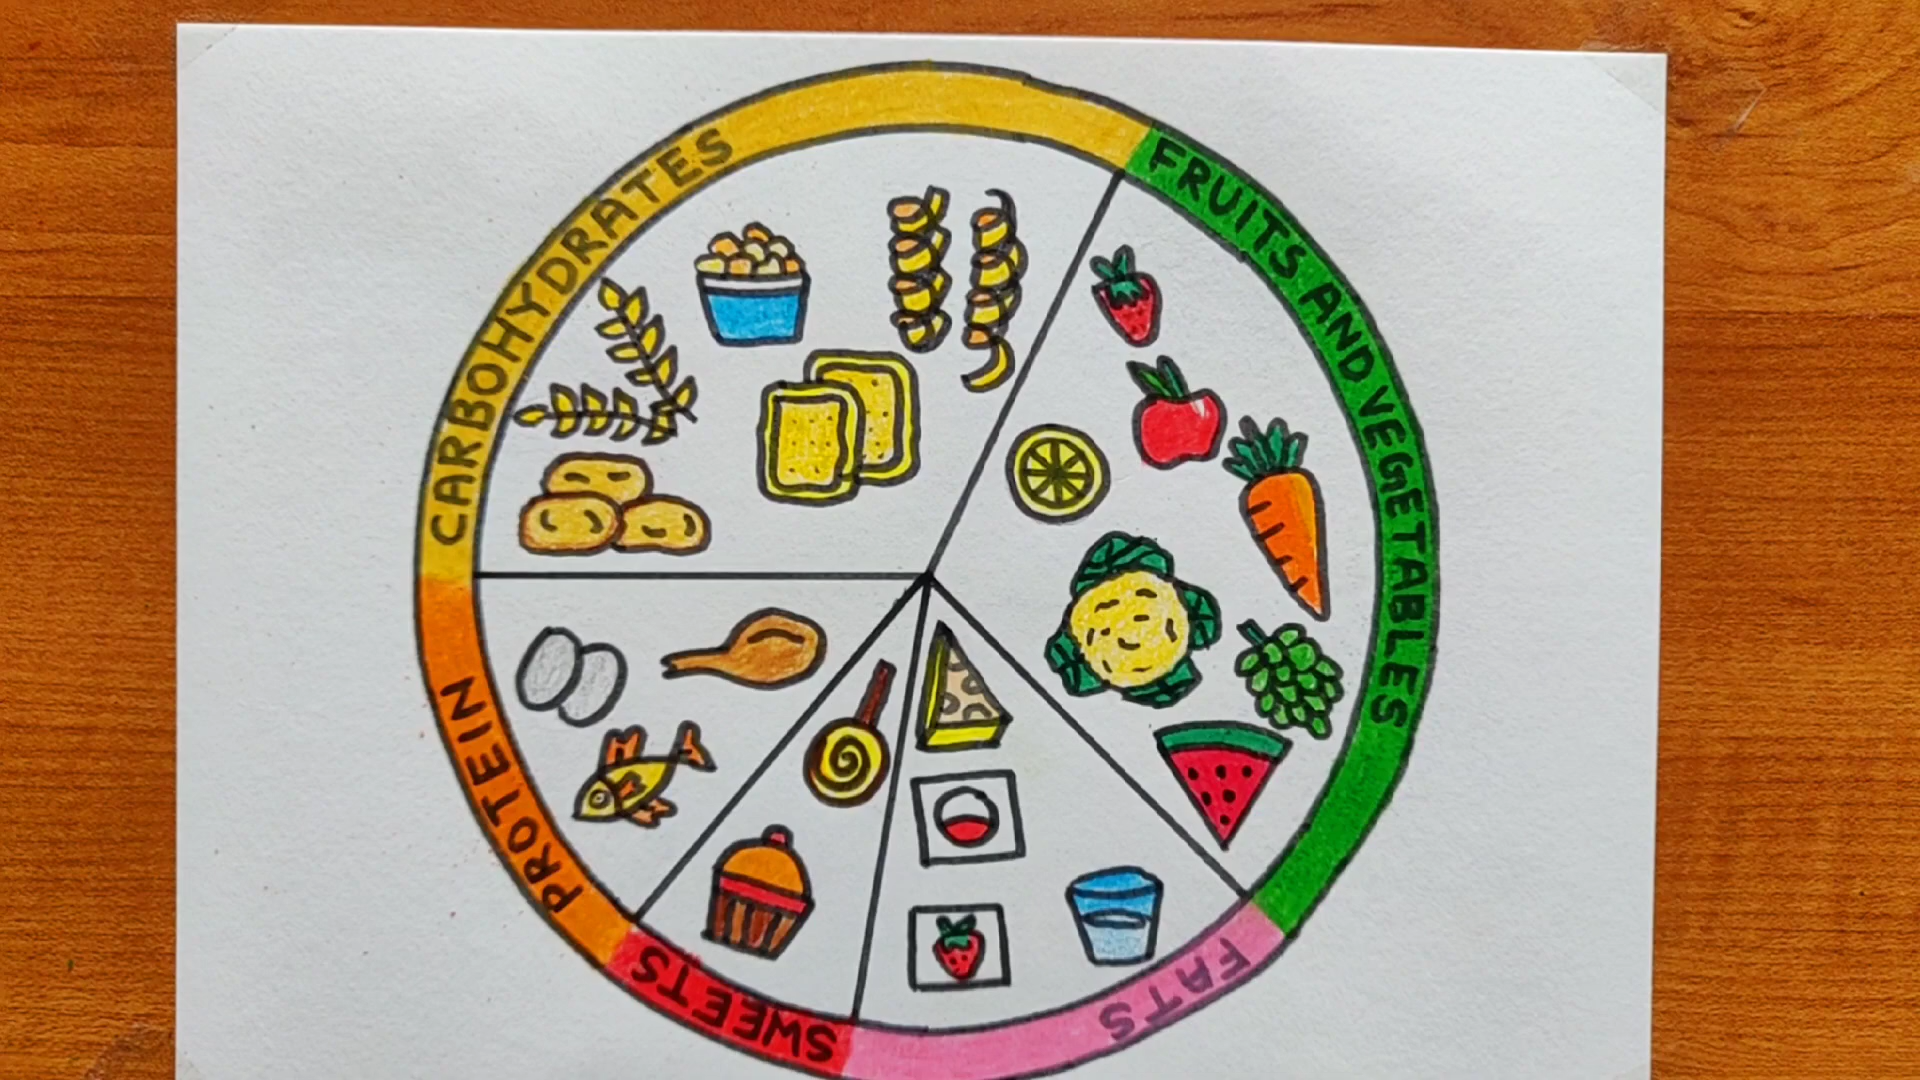 CARBOHYDRATES
FRUITS AND VEGETABLES
PROTEIN
SWEETS
FATS